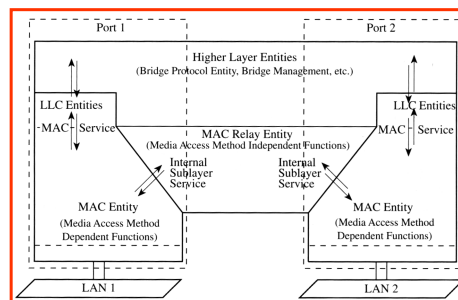 Port 1
Port 2
Higher Layer Entities
(Bridge Protocol Entity, Bridge Management, etc.)
LLC Entities
LLC Entities
MAC Service
MAC Service
MAC Relay Entity
(Media Access Method Independent Functions)
Internal
Sublayer
Service
Internal
Sublayer
Service
MAC Entity
(Media Access Method
Dependent Functions)
MAC Entity
(Media Access Method
Dependent Functions)
LAN 1
LAN 2